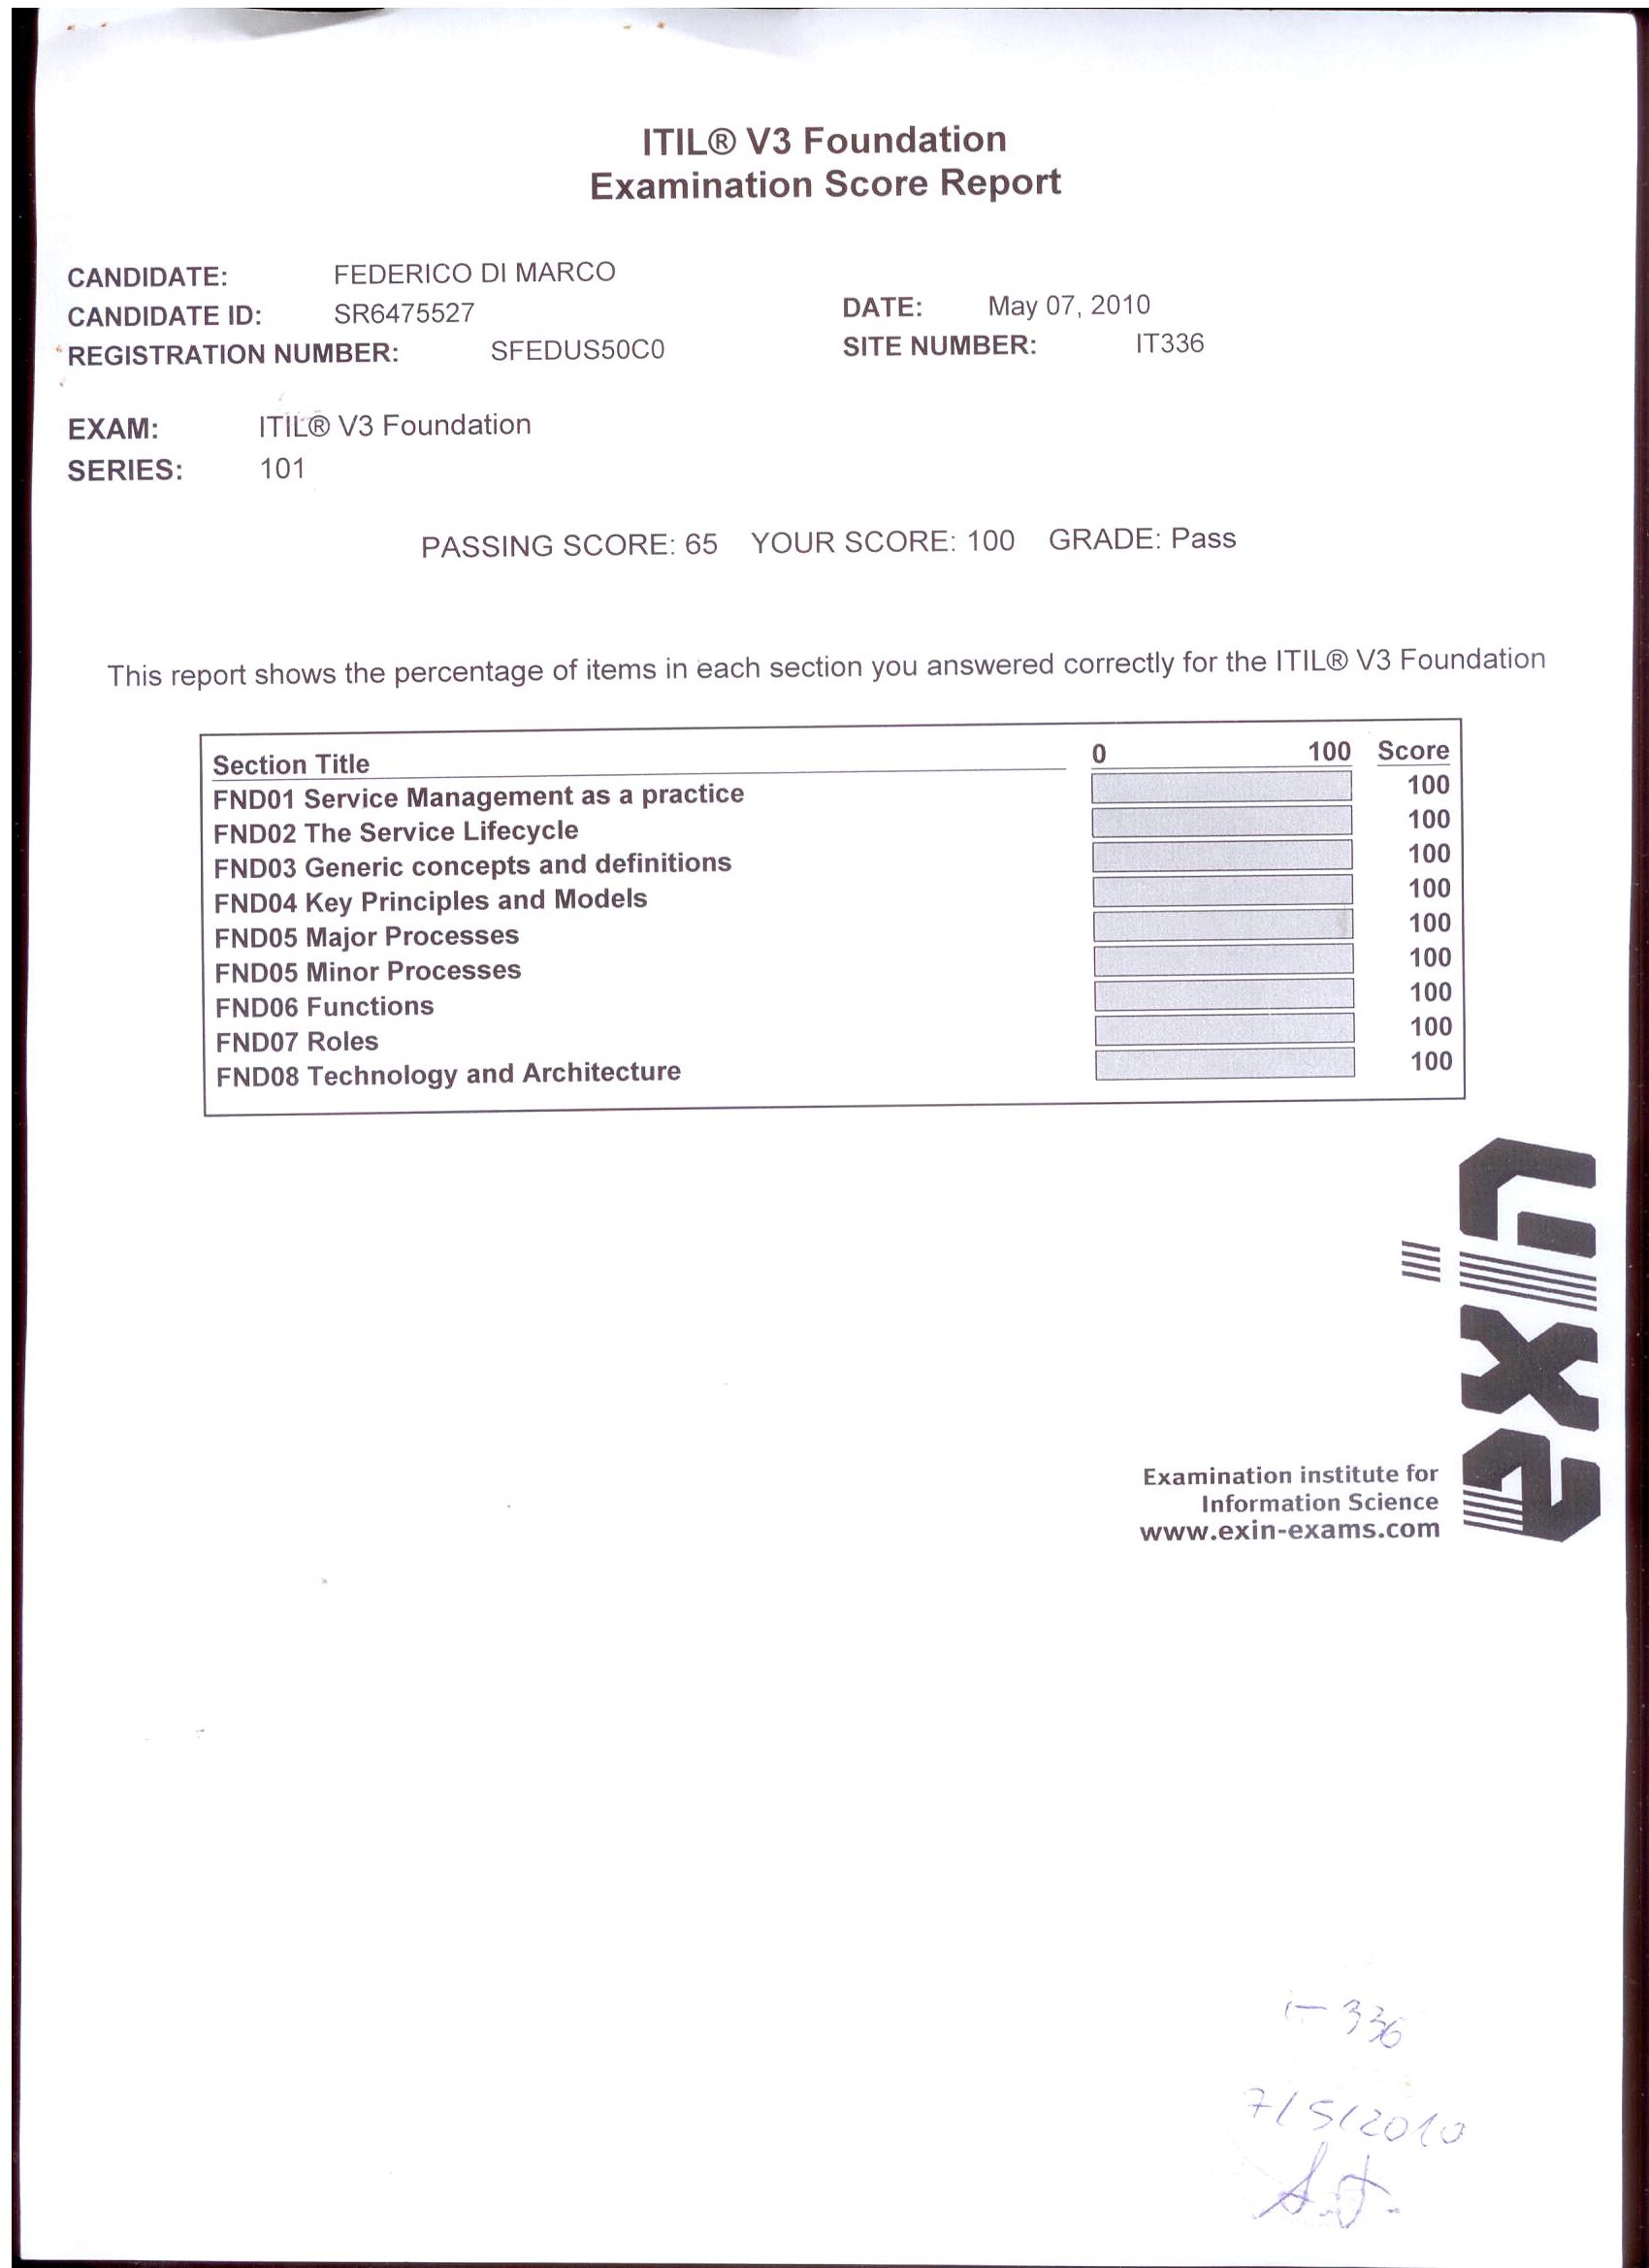 ITIL® V3 Foundation
Examination Score Report
CANDIDATE: FEDERICO DI MARCO
CANDIDATE ID: SR6475527 DATE: May 07, 2010
REGISTRATION NUMBER: SFEDUS50C0 SITE NUMBER: IT336
EXAM: ITIL® V3 Foundation
SERIES: 101
PASSING SCORE: 65 YOUR SCORE: 100 GRADE: Pass
This report shows the percentage of items in each section you answered correctly for the ITIL® V3 Foundation
Section Title 0 100 Score
FND01 Service Management as a practice 100
FND02 The Service Lifecycle 100
FND03 Generic concepts and definitions 100
FND04 Key Principles and Models 100
FND05 Major Processes 100
FND05 Minor Processes 100
FND06 Functions 100
FND07 Roles 100
FND08 Technology and Architecture 100
exin
Examination institute for
Information Science
www.exin-exams.com
336
7/5/2010